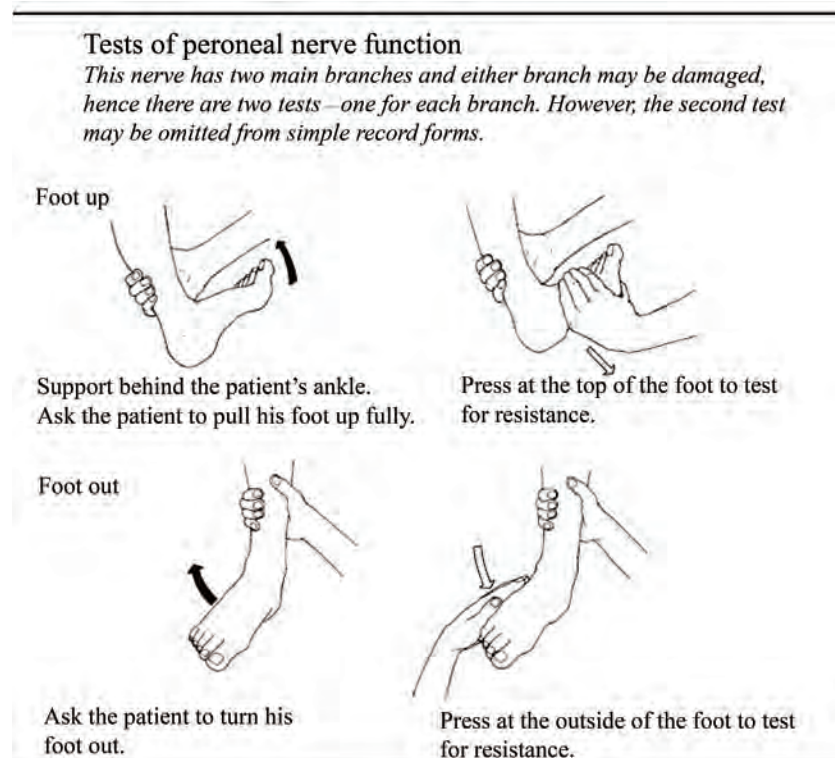 Tests of peroneal nerve function
This nerve has two main branches and either branch may be damaged,
hence there are two tests—one for each branch. However, the second test
may be omitted from simple record forms.
Foot up
Support behind the patient's ankle.
Ask the patient to pull his foot up fully.
Press at the top of the foot to test
for resistance.
Foot out
Ask the patient to turn his
foot out.
Press at the outside of the foot to test
for resistance.